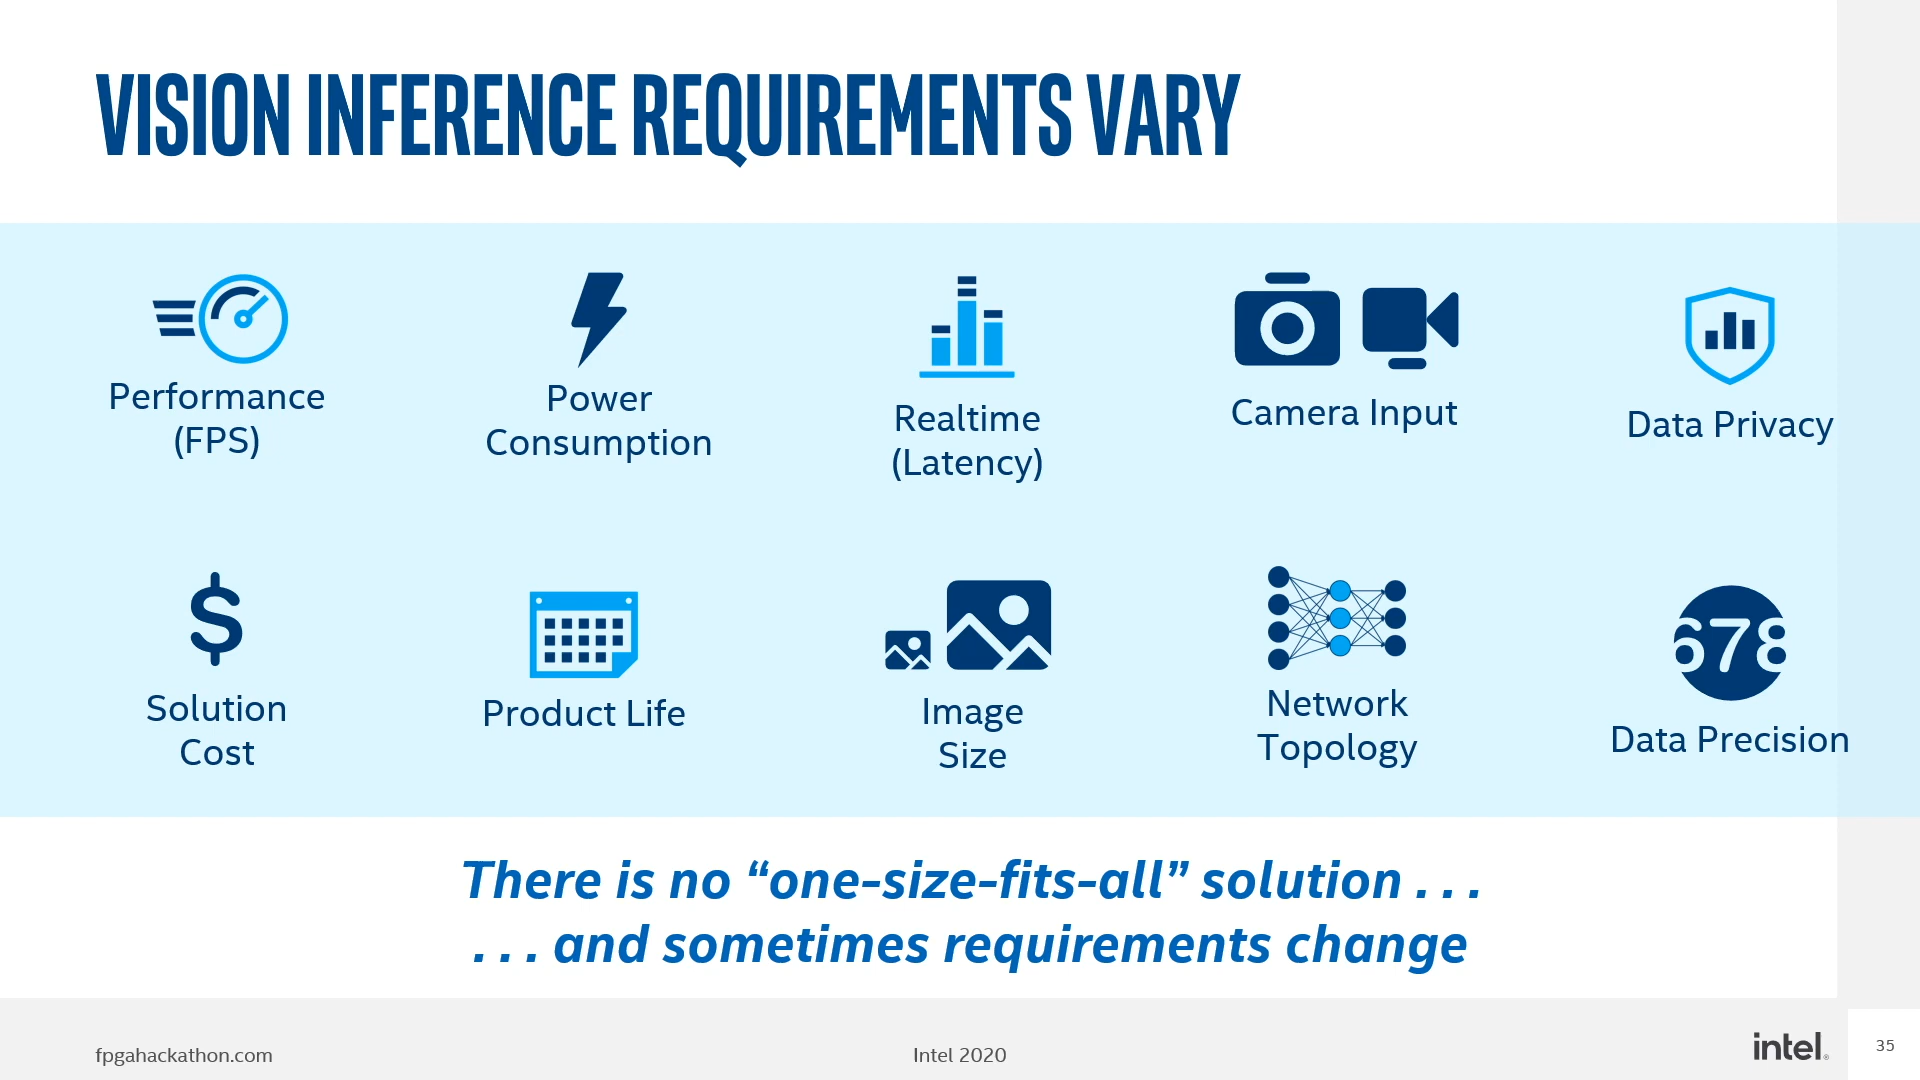 VISION INFERENCE REQUIREMENTS VARY
Performance
(FPS)
Power
Consumption
Realtime
(Latency)
Camera Input
Data Privacy
$
Solution
Cost
Product Life
Image
Size
Network
Topology
678
Data Precision
There is no “one-size-fits-all” solution . . .
. . . and sometimes requirements change
fpgahackathon.com
Intel 2020
intel®
35